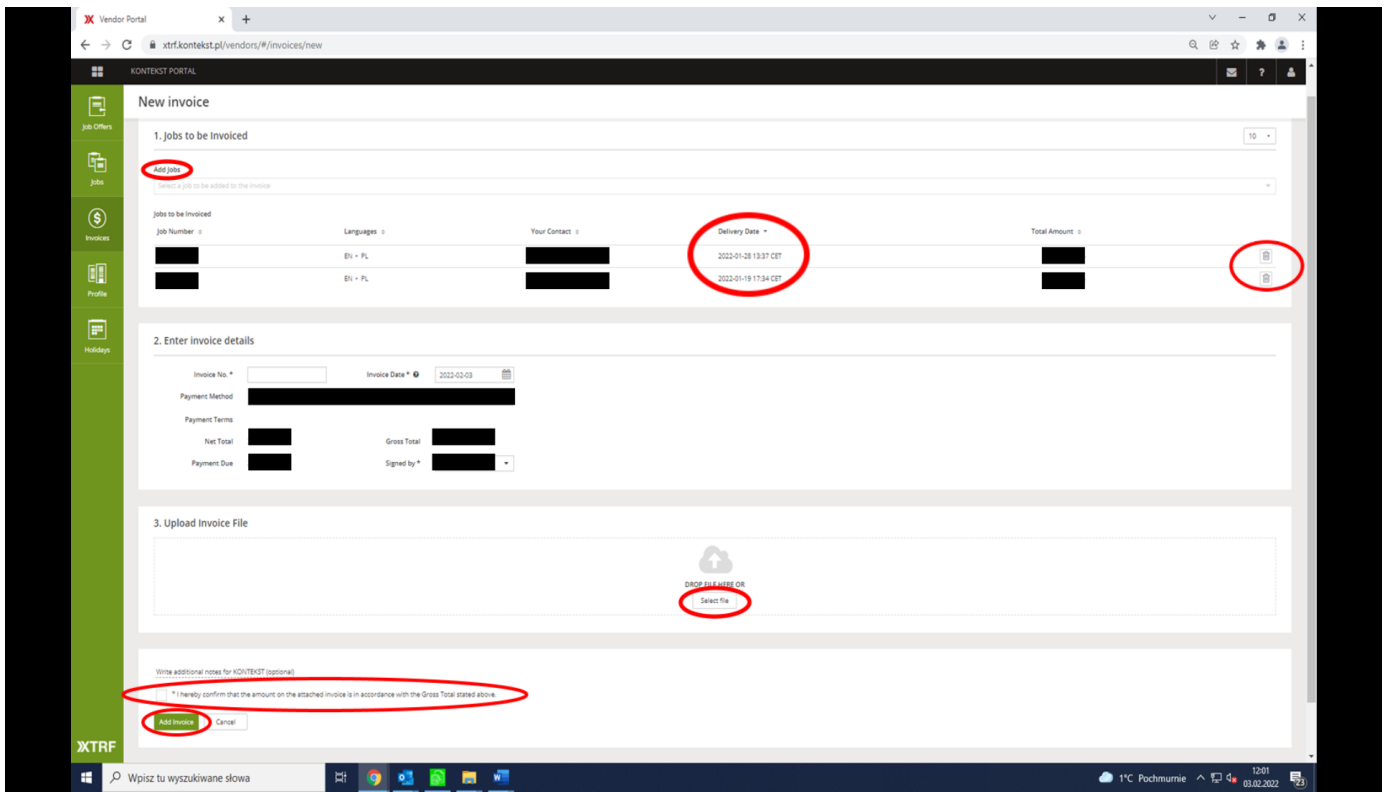 Vendor Portal
xtrf.kontekst.pl/vendors/#/invoices/new
KONTEKST PORTAL
?
Job Offers
Jobs
Invoices
Profile
Holidays
XTRF
New invoice
1. Jobs to be Invoiced
10
Add jobs
Select a job to be added to the invoice
Jobs to be Invoiced
Job Number Languages Your Contact Delivery Date Total Amount
EN » PL 2022-01-28 13:37 CET
EN » PL 2022-01-19 17:34 CET
2. Enter invoice details
Invoice No. * Invoice Date * 2022-02-03
Payment Method
Payment Terms
Net Total Gross Total
Payment Due Signed by *
3. Upload Invoice File
DROP FILE HERE OR
Select file
Write additional notes for KONTEKST (optional)
* I hereby confirm that the amount on the attached invoice is in accordance with the Gross Total stated above.
Add Invoice Cancel
Wpisz tu wyszukiwane słowa
1°C Pochmurnie
12:01
03.02.2022
23